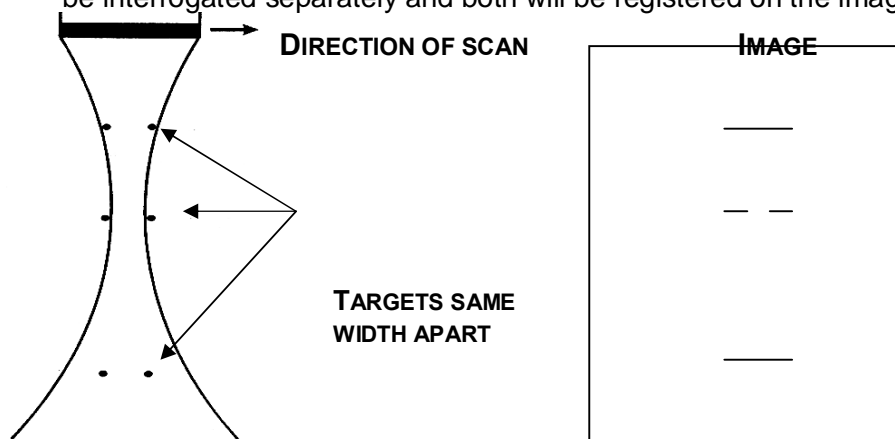 be interrogated separately and both will be registered on the imag
DIRECTION OF SCAN
IMAGE
TARGETS SAME
WIDTH APART